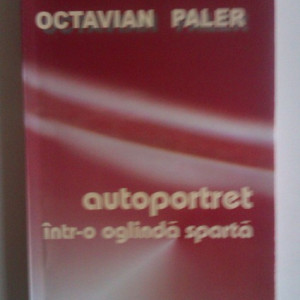 OCTAVIAN PALER
autoportret
într-o oglindă spartă